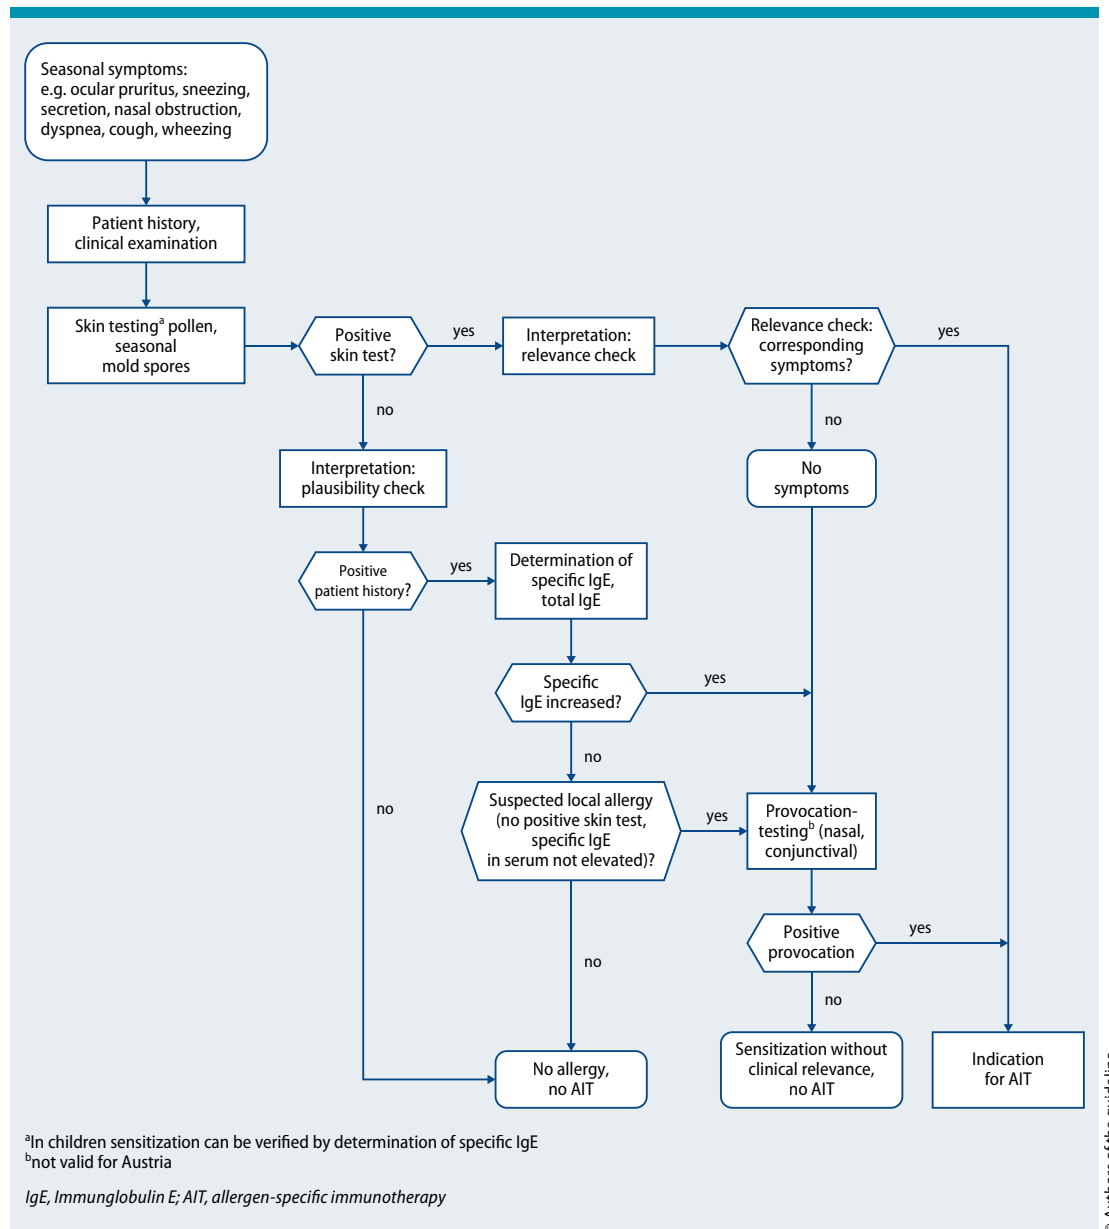 Seasonal symptoms:
e.g. ocular pruritus, sneezing,
secretion, nasal obstruction,
dyspnea, cough, wheezing
Patient history,
clinical examination
Skin testingᵃ pollen,
seasonal
mold spores
Positive
skin test?
yes
Interpretation:
relevance check
Relevance check:
corresponding
symptoms?
yes
no
no
Interpretation:
plausibility check
No
symptoms
Positive
patient history?
yes
Determination of
specific IgE,
total IgE
Specific
IgE increased?
yes
no
no
Suspected local allergy
(no positive skin test,
specific IgE
in serum not elevated)?
yes
Provocation-
testingᵇ (nasal,
conjunctival)
Positive
provocation
yes
no
no
No allergy,
no AIT
Sensitization without
clinical relevance,
no AIT
Indication
for AIT
ᵃIn children sensitization can be verified by determination of specific IgE
ᵇnot valid for Austria
IgE, Immunglobulin E; AIT, allergen-specific immunotherapy
Authors of the guideline